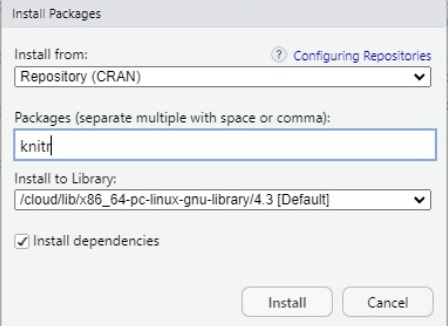 Install Packages
Install from:
? Configuring Repositories
Repository (CRAN)
Packages (separate multiple with space or comma):
knitr
Install to Library:
/cloud/lib/x86_64-pc-linux-gnu-library/4.3 [Default]
Install dependencies
Install
Cancel